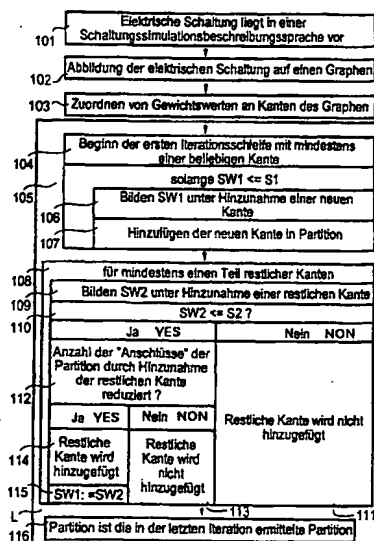 101 Elektrische Schaltung liegt in einer
Schaltungssimulationsbeschreibungssprache vor
102 Abbildung der elektrischen Schaltung auf einen Graphen
103 Zuordnen von Gewichtswerten an Kanten des Graphen
104 Beginn der ersten Iterationsschleife mit mindestens
einer beliebigen Kante
105 solange SW1 <= S1
106 Bilden SW1 unter Hinzunahme einer neuen
Kante
107 Hinzufügen der neuen Kante in Partition
108 für mindestens einen Teil restlicher Kanten
109 Bilden SW2 unter Hinzunahme einer restlichen Kante
110 SW2 <= S2 ?
Ja YES Nein NON
112 Anzahl der "Anschlüsse" der
Partition durch Hinzunahme
der restlichen Kante
reduziert ?
Ja YES Nein NON
114 Restliche
Kante wird
hinzugefügt
115 SW1: =SW2
Restliche
Kante wird
nicht
hinzugefügt
Restliche Kante wird nicht
hinzugefügt
L 113 111
116 Partition ist die in der letzten Iteration ermittelte Partition